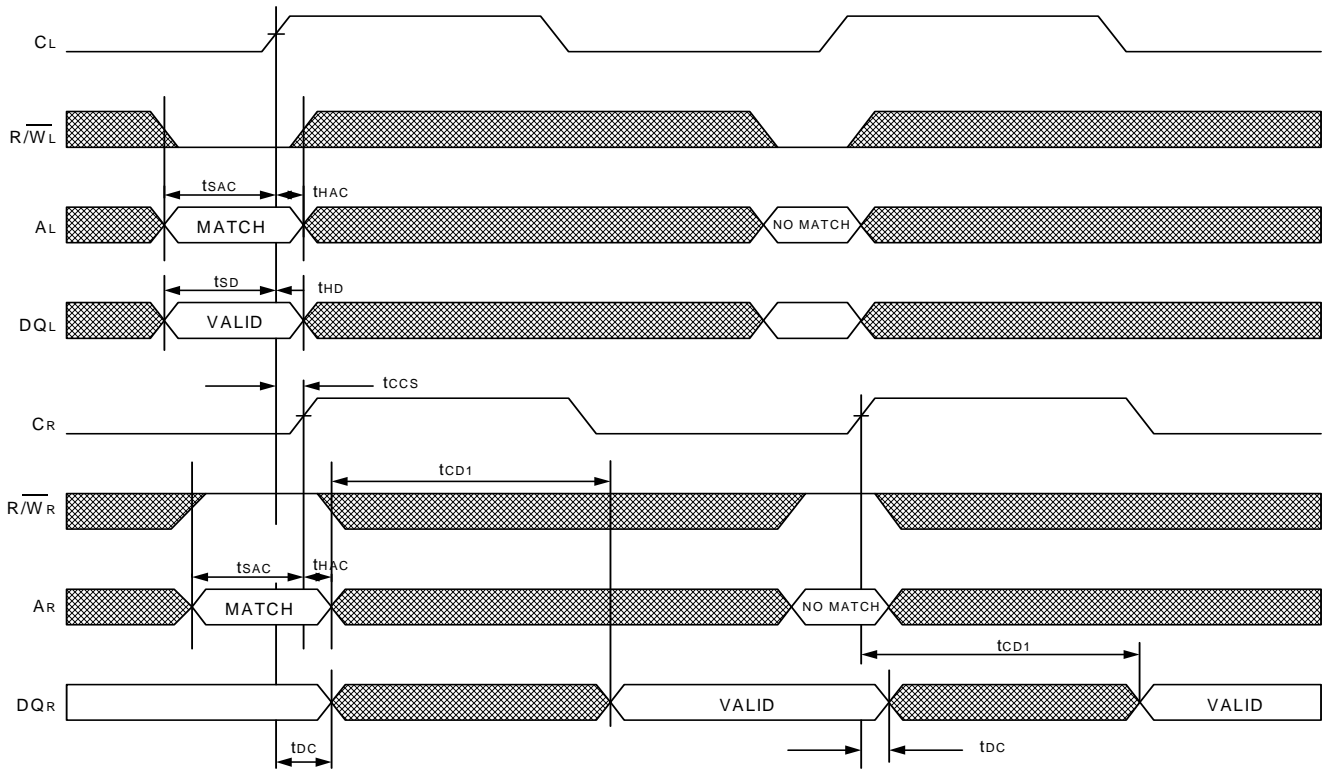 CL
R/WL
tSAC tHAC
AL MATCH NO MATCH
tSD tHD
DQL VALID
tCCS
CR
tCD1
R/WR
tSAC tHAC
AR MATCH NO MATCH
tCD1
DQR VALID VALID
tDC tDC